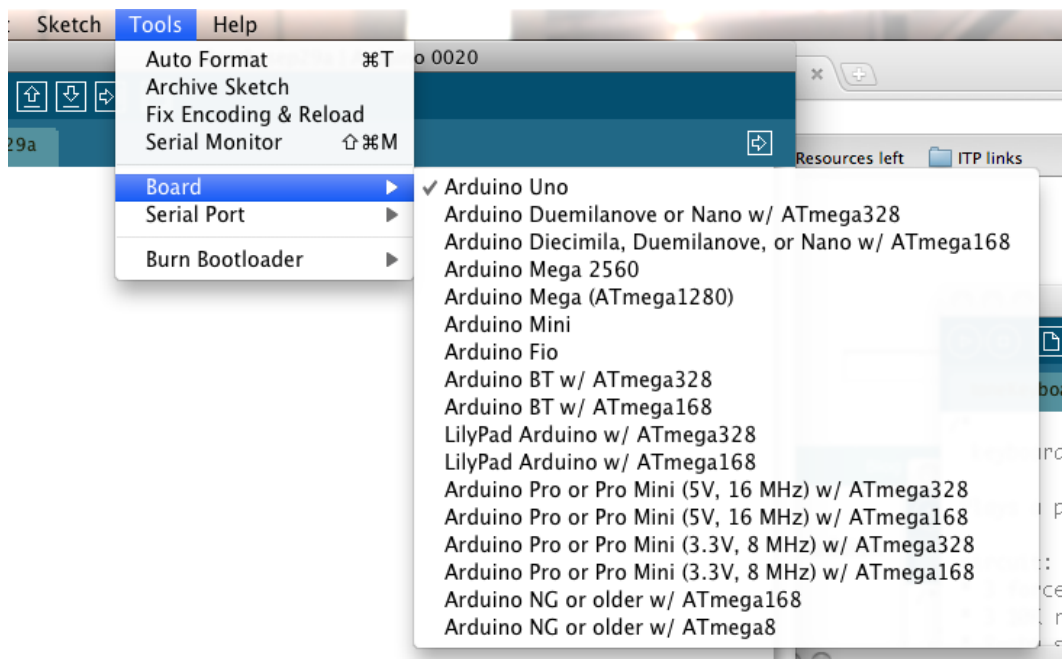 Sketch Tools Help
Auto Format ⌘T
Archive Sketch
Fix Encoding & Reload
Serial Monitor ⇧⌘M
Board
Serial Port
Burn Bootloader
0020
29a
Resources left ITP links
✓ Arduino Uno
Arduino Duemilanove or Nano w/ ATmega328
Arduino Diecimila, Duemilanove, or Nano w/ ATmega168
Arduino Mega 2560
Arduino Mega (ATmega1280)
Arduino Mini
Arduino Fio
Arduino BT w/ ATmega328
Arduino BT w/ ATmega168
LilyPad Arduino w/ ATmega328
LilyPad Arduino w/ ATmega168
Arduino Pro or Pro Mini (5V, 16 MHz) w/ ATmega328
Arduino Pro or Pro Mini (5V, 16 MHz) w/ ATmega168
Arduino Pro or Pro Mini (3.3V, 8 MHz) w/ ATmega328
Arduino Pro or Pro Mini (3.3V, 8 MHz) w/ ATmega168
Arduino NG or older w/ ATmega168
Arduino NG or older w/ ATmega8